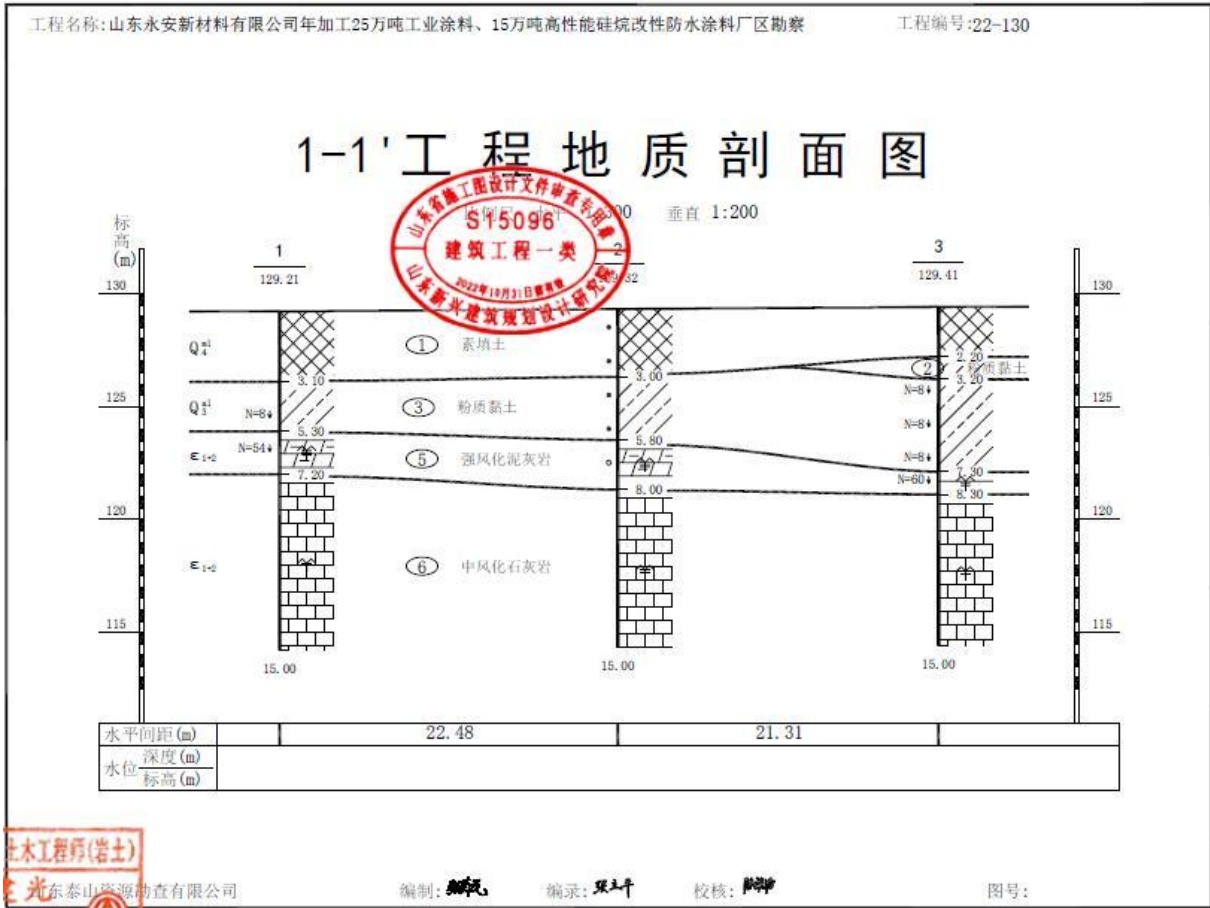 工程名称:山东永安新材料有限公司年加工25万吨工业涂料、15万吨高性能硅烷改性防水涂料厂区勘察 工程编号:22-130
1-1'工程地质剖面图
山东省施工图设计文件审查专用章
S15096
建筑工程一类
山东新兴建筑规划设计研究院
垂直 1:200
标高(m)
1 2 3
129.21 129.41
130 130
Q4ml ① 素填土
2.20
② 粉质黏土
3.10 3.00 3.20
125 N=8 125
Q3al N=8 ③ 粉质黏土
N=8
5.30 5.80
N=54 N=8
ε1-2 ⑤ 强风化泥灰岩
7.20 7.30
N=60
8.00 8.30
120 120
ε1-2 ⑥ 中风化石灰岩
115 115
15.00 15.00 15.00
水平间距(m) 22.48 21.31
水位 深度(m)
标高(m)
土木工程师(岩土)
光
东泰山资源勘查有限公司 编制: 编录: 校核: 图号: